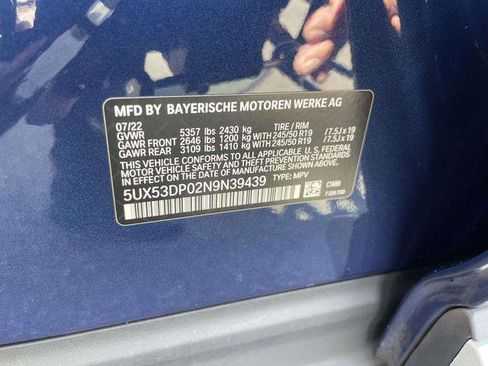 MFD BY BAYERISCHE MOTOREN WERKE AG
07/22 TIRE / RIM
GVWR 5357 lbs 2430 kg
GAWR FRONT 2646 lbs 1200 kg WITH 245/50 R19 / 7.5J x 19
GAWR REAR 3109 lbs 1410 kg WITH 245/50 R19 / 7.5J x 19
THIS VEHICLE CONFORMS TO ALL APPLICABLE U.S. FEDERAL
MOTOR VEHICLE SAFETY AND THEFT PREVENTION STANDARDS
IN EFFECT ON THE DATE OF MANUFACTURE SHOWN ABOVE.
5UX53DP02N9N39439 TYPE: MPV
C1MM